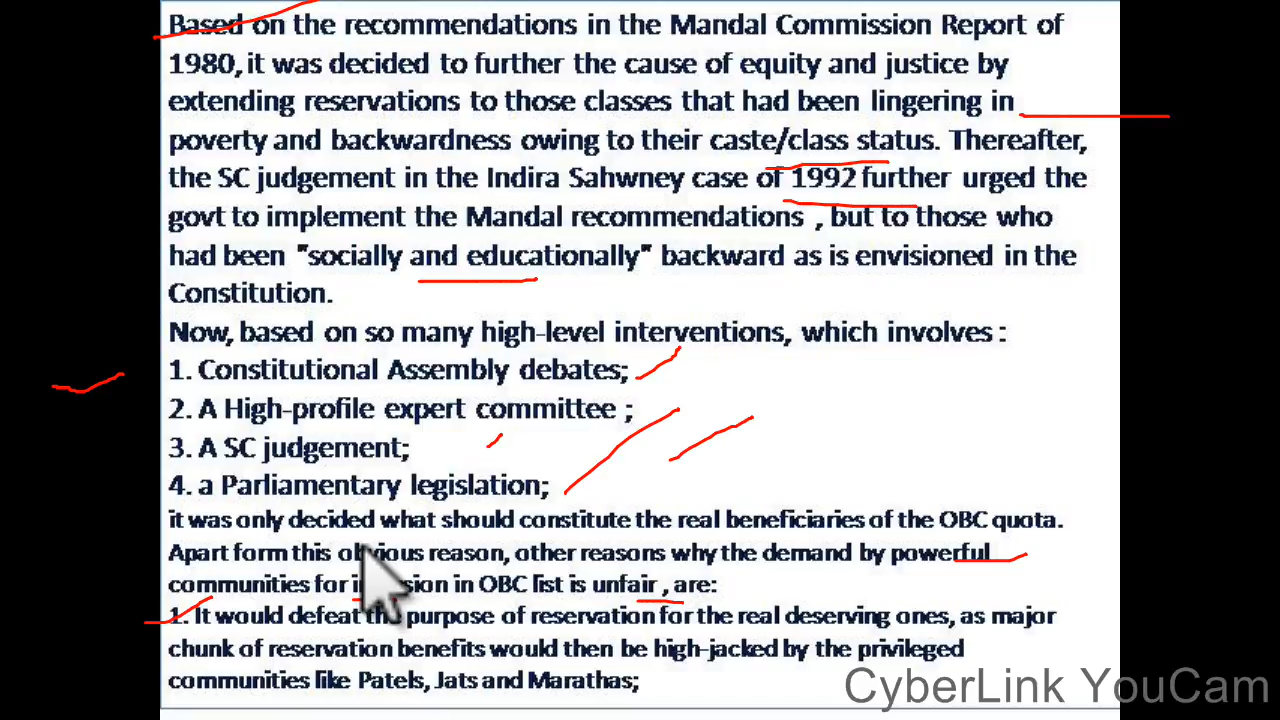 Based on the recommendations in the Mandal Commission Report of
1980, it was decided to further the cause of equity and justice by
extending reservations to those classes that had been lingering in
poverty and backwardness owing to their caste/class status. Thereafter,
the SC judgement in the Indira Sahwney case of 1992 further urged the
govt to implement the Mandal recommendations , but to those who
had been "socially and educationally" backward as is envisioned in the
Constitution.
Now, based on so many high-level interventions, which involves :
1. Constitutional Assembly debates;
2. A High-profile expert committee ;
3. A SC judgement;
4. a Parliamentary legislation;
it was only decided what should constitute the real beneficiaries of the OBC quota.
Apart form this obvious reason, other reasons why the demand by powerful
communities for in OBC list is unfair , are:
1. It would defeat the purpose of reservation for the real deserving ones, as major
chunk of reservation benefits would then be high-jacked by the privileged
communities like Patels, Jats and Marathas;
CyberLink YouCam